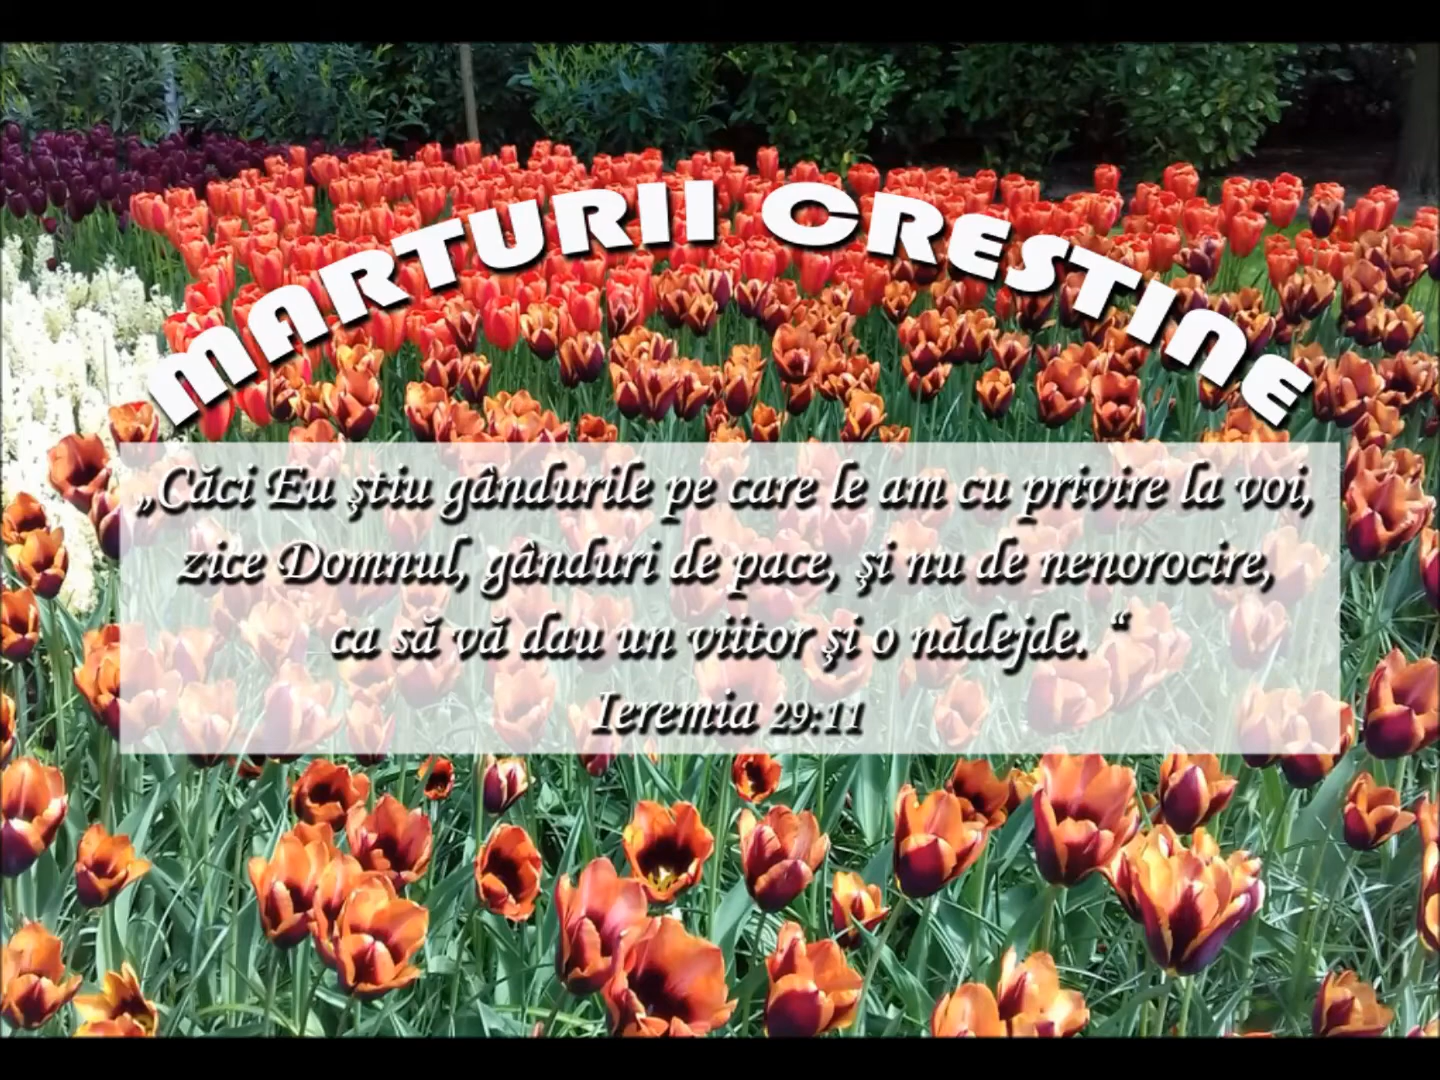 MARTURII CRESTINE
„Căci Eu ştiu gândurile pe care le am cu privire la voi,
zice Domnul, gânduri de pace, şi nu de nenorocire,
ca să vă dau un viitor şi o nădejde. “
Ieremia 29:11